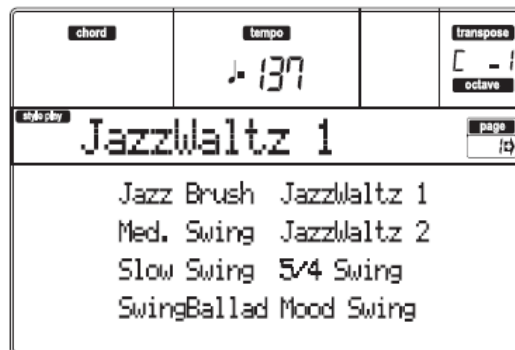 chord tempo transpose
♩= 137 C -1
octave
style play JazzWaltz 1 page
1
Jazz Brush JazzWaltz 1
Med. Swing JazzWaltz 2
Slow Swing 5/4 Swing
SwingBallad Mood Swing